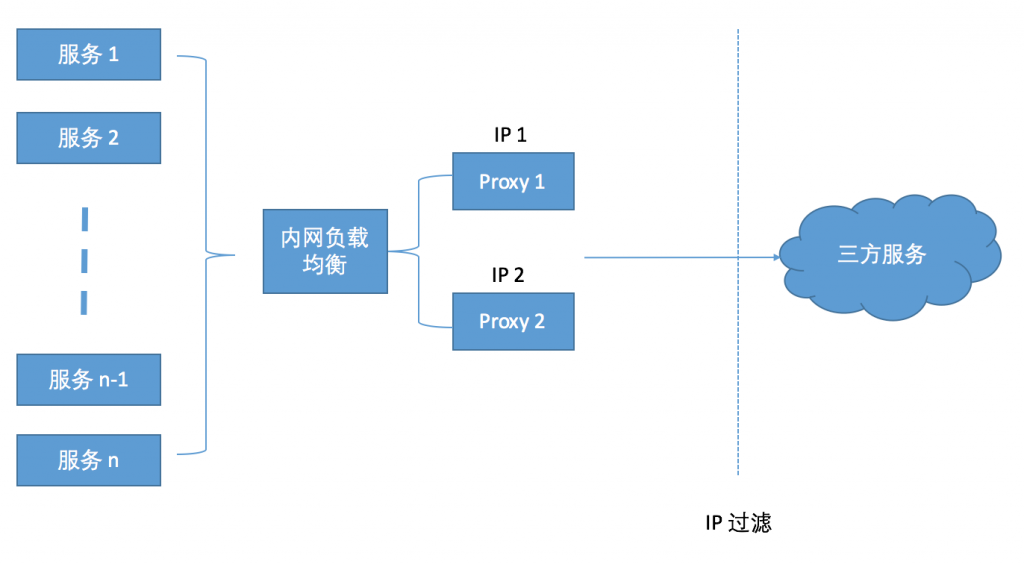 服务 1
服务 2
服务 n-1
服务 n
内网负载
均衡
IP 1
Proxy 1
IP 2
Proxy 2
三方服务
IP 过滤